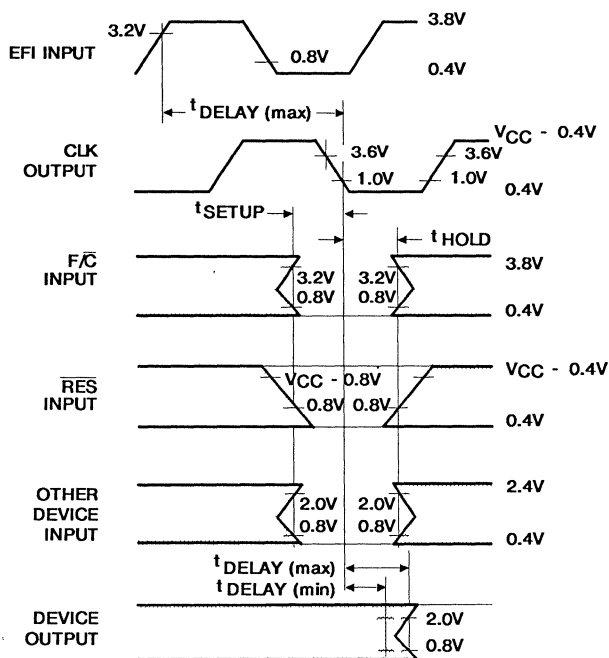 3.2V
3.8V
EFI INPUT
0.8V
0.4V
t DELAY (max)
VCC - 0.4V
CLK
OUTPUT
3.6V
3.6V
1.0V
1.0V
0.4V
t SETUP
t HOLD
F/C̅
INPUT
3.8V
3.2V
3.2V
0.8V
0.8V
0.4V
R̅E̅S̅
INPUT
VCC - 0.4V
VCC - 0.8V
0.8V
0.8V
0.4V
OTHER
DEVICE
INPUT
2.4V
2.0V
2.0V
0.8V
0.8V
0.4V
t DELAY (max)
t DELAY (min)
DEVICE
OUTPUT
2.0V
0.8V